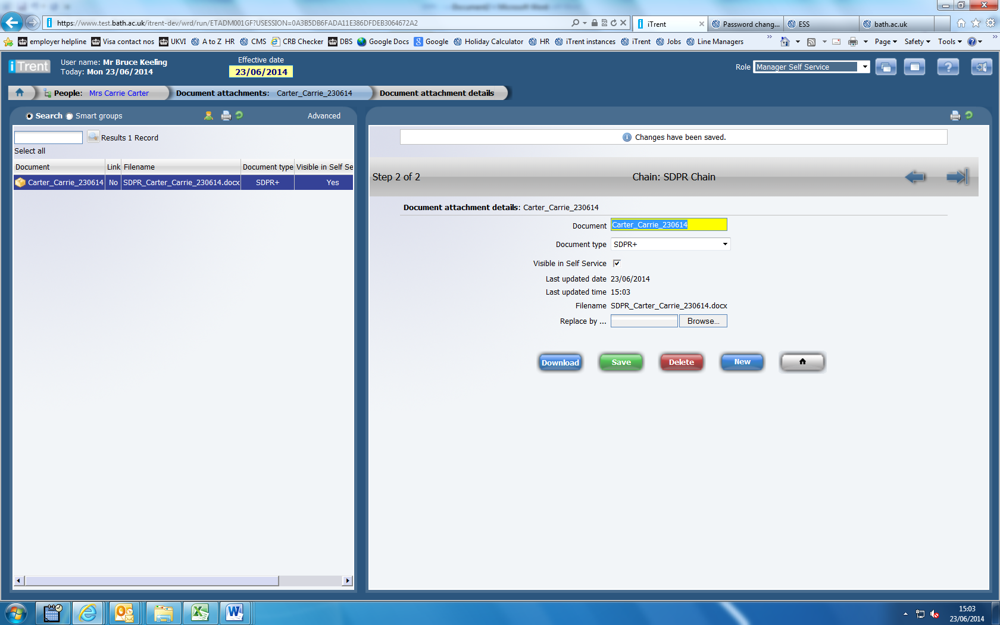 Document2 - Microsoft Word
https://www.test.bath.ac.uk/itrent-dev/wrd/run/ETADM001GF?USESSION=0A3B5DB6FADA11E386DFDEB3064672A2
iTrent
Password chang...
ESS
bath.ac.uk
employer helpline
Visa contact nos
UKVI
A to Z HR
CMS
CRB Checker
DBS
Google Docs
Google
Holiday Calculator
HR
iTrent instances
iTrent
Jobs
Line Managers
Page
Safety
Tools
iTrent
User name: Mr Bruce Keeling
Today: Mon 23/06/2014
Effective date
23/06/2014
Role Manager Self Service
People: Mrs Carrie Carter
Document attachments: Carter_Carrie_230614
Document attachment details
Search Smart groups
Advanced
Results 1 Record
Select all
Document Link Filename Document type Visible in Self Se
Carter_Carrie_230614 No SDPR_Carter_Carrie_230614.docx SDPR+ Yes
Changes have been saved.
Step 2 of 2
Chain: SDPR Chain
Document attachment details: Carter_Carrie_230614
Document Carter_Carrie_230614
Document type SDPR+
Visible in Self Service
Last updated date 23/06/2014
Last updated time 15:03
Filename SDPR_Carter_Carrie_230614.docx
Replace by ... Browse...
Download Save Delete New
15:03
23/06/2014